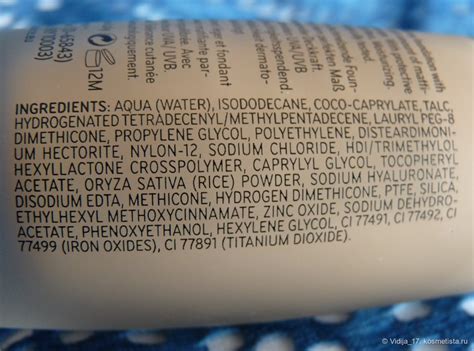 12M
UVA/UVB
INGREDIENTS: AQUA (WATER), ISODODECANE, COCO-CAPRYLATE, TALC,
HYDROGENATED TETRADECENYL/METHYLPENTADECENE, LAURYL PEG-8
DIMETHICONE, PROPYLENE GLYCOL, POLYETHYLENE, DISTEARDIMONI-
UM HECTORITE, NYLON-12, SODIUM CHLORIDE, HDI/TRIMETHYLOL
HEXYLLACTONE CROSSPOLYMER, CAPRYLYL GLYCOL, TOCOPHERYL
ACETATE, ORYZA SATIVA (RICE) POWDER, SODIUM HYALURONATE,
DISODIUM EDTA, METHICONE, HYDROGEN DIMETHICONE, PTFE, SILICA,
ETHYLHEXYL METHOXYCINNAMATE, ZINC OXIDE, SODIUM DEHYDRO-
ACETATE, PHENOXYETHANOL, HEXYLENE GLYCOL, CI 77491, CI 77492, CI
77499 (IRON OXIDES), CI 77891 (TITANIUM DIOXIDE).
© Vidija_17, kosmetista.ru